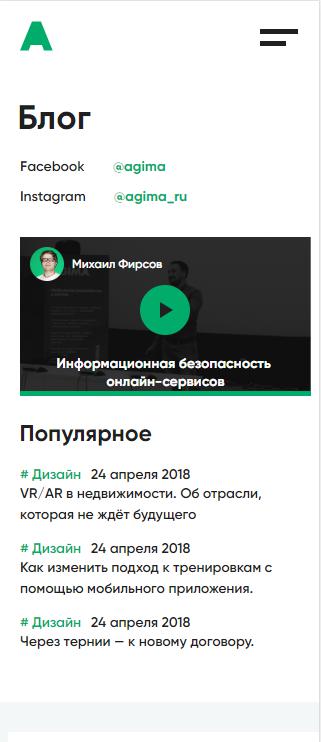 A
Блог
Facebook @agima
Instagram @agima_ru
Михаил Фирсов
Информационная безопасность
онлайн-сервисов
Популярное
# Дизайн 24 апреля 2018
VR/AR в недвижимости. Об отрасли,
которая не ждёт будущего
# Дизайн 24 апреля 2018
Как изменить подход к тренировкам с
помощью мобильного приложения.
# Дизайн 24 апреля 2018
Через тернии — к новому договору.